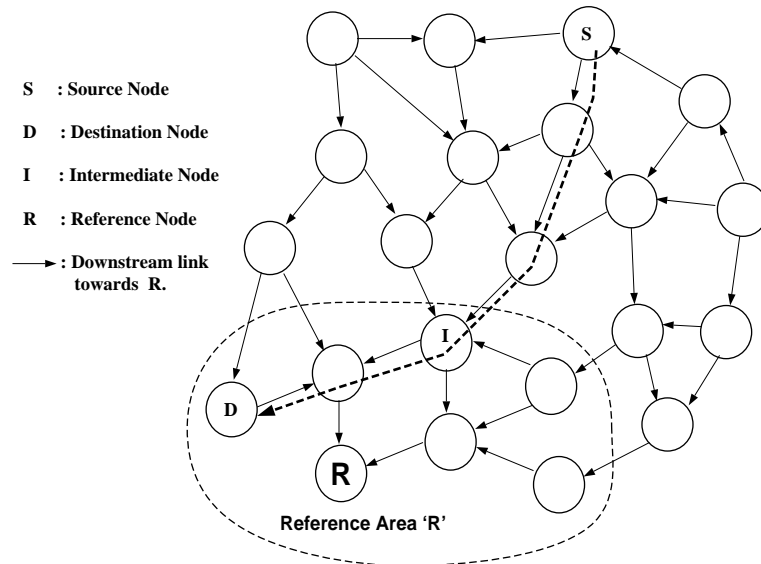 S
S : Source Node
D : Destination Node
I : Intermediate Node
R : Reference Node
: Downstream link
towards R.
I
D
R
Reference Area ‘R’